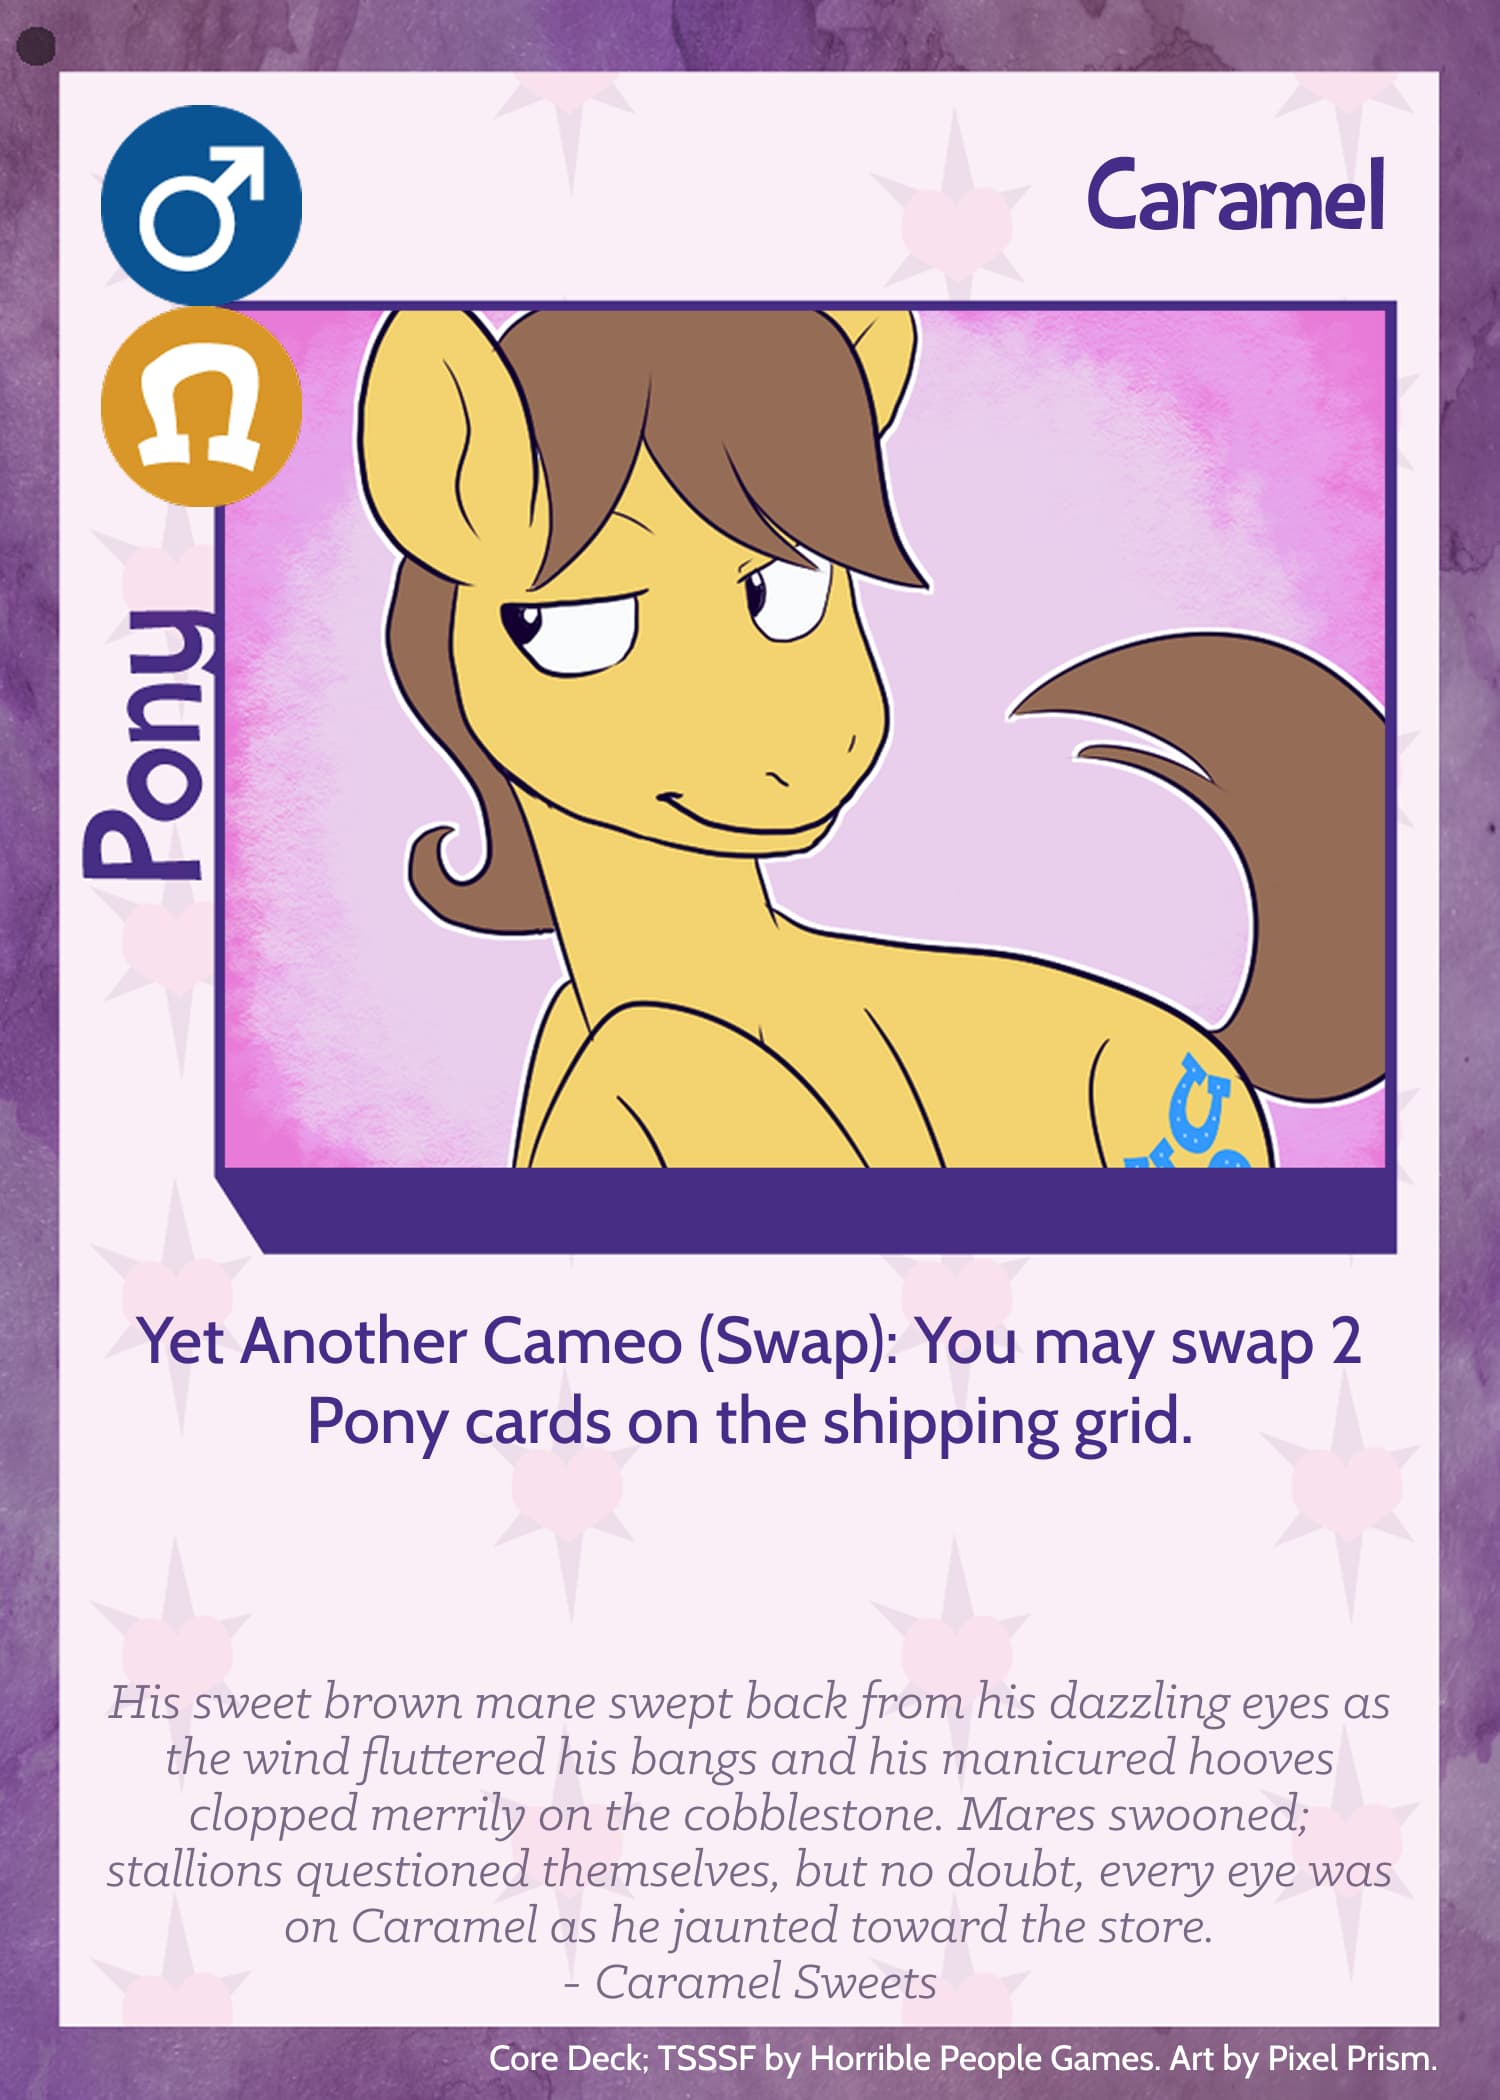 Caramel
Pony
Yet Another Cameo (Swap): You may swap 2
Pony cards on the shipping grid.
His sweet brown mane swept back from his dazzling eyes as
the wind fluttered his bangs and his manicured hooves
clopped merrily on the cobblestone. Mares swooned;
stallions questioned themselves, but no doubt, every eye was
on Caramel as he jaunted toward the store.
- Caramel Sweets
Core Deck; TSSSF by Horrible People Games. Art by Pixel Prism.